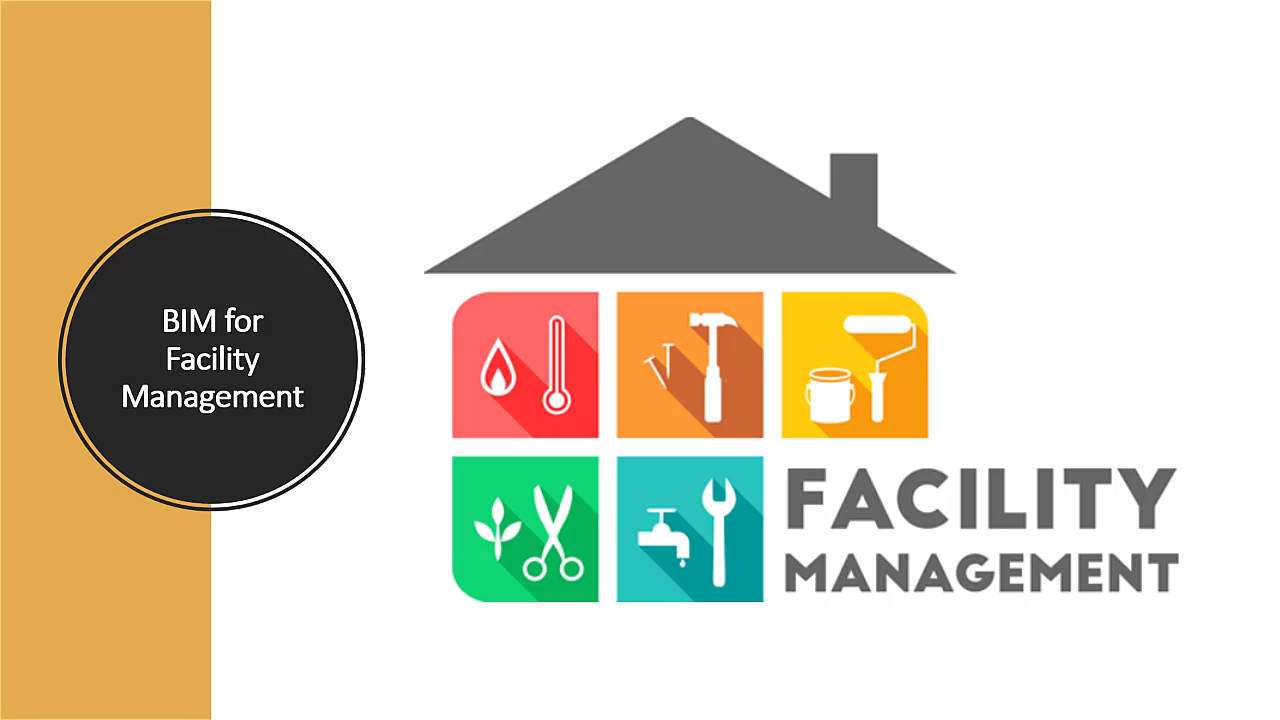 BIM for
Facility
Management
FACILITY
MANAGEMENT